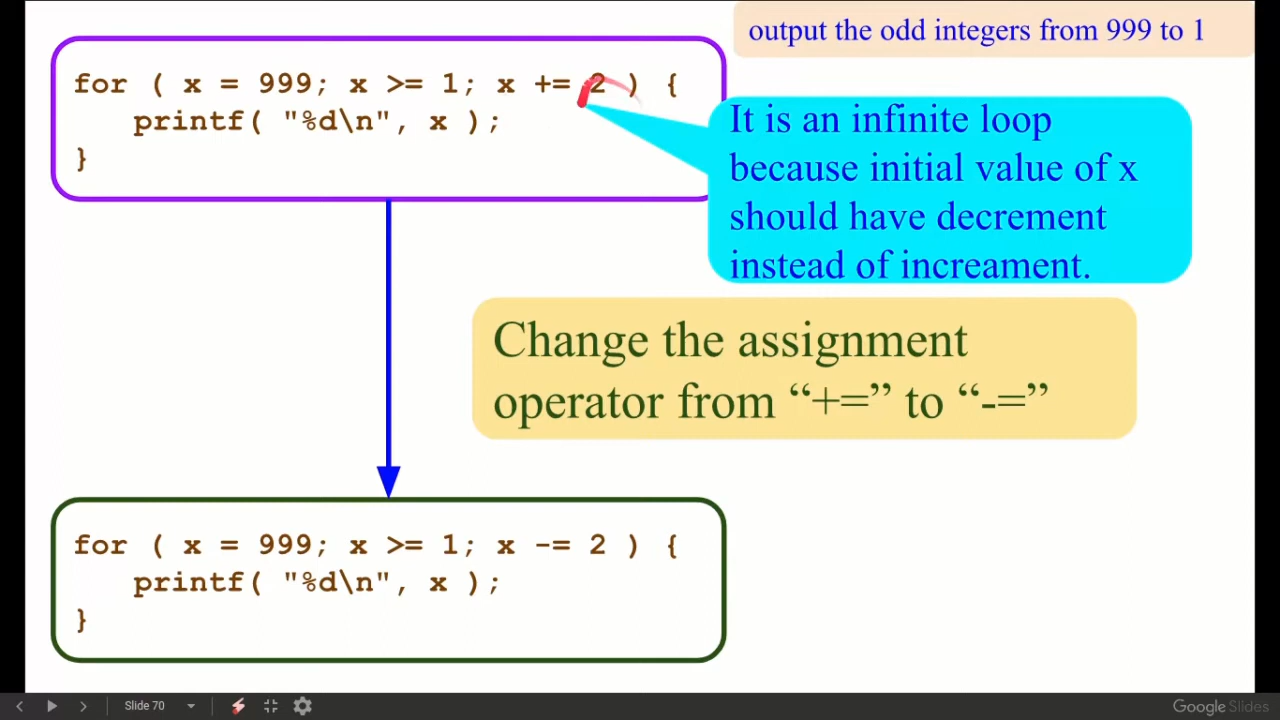 output the odd integers from 999 to 1
for ( x = 999; x >= 1; x += 2 ) {
printf( "%d\n", x );
}
It is an infinite loop
because initial value of x
should have decrement
instead of increament.
Change the assignment
operator from “+=” to “-=”
for ( x = 999; x >= 1; x -= 2 ) {
printf( "%d\n", x );
}
Slide 70
Google Slides